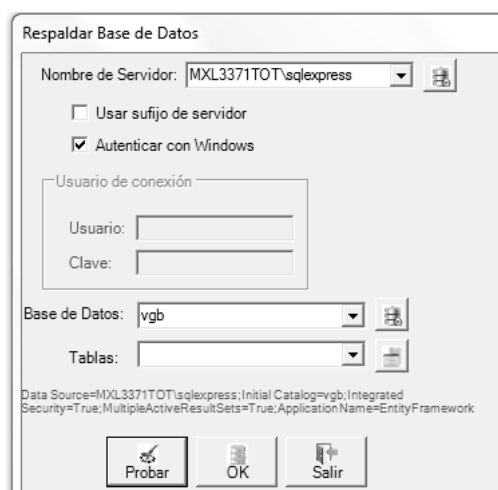 Respaldar Base de Datos
Nombre de Servidor: MXL3371TOT\sqlexpress
Usar sufijo de servidor
Autenticar con Windows
Usuario de conexión
Usuario:
Clave:
Base de Datos: vgb
Tablas:
Data Source=MXL3371TOT\sqlexpress;Initial Catalog=vgb;Integrated
Security=True;MultipleActiveResultSets=True;ApplicationName=EntityFramework
Probar OK Salir